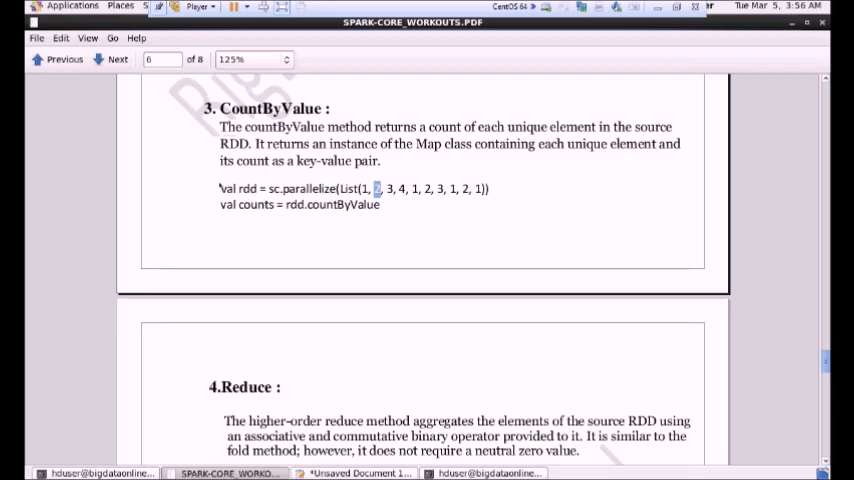 Applications Places S Player CentOS 64 » er Tue Mar 5, 3:56 AM
SPARK-CORE_WORKOUTS.PDF
File Edit View Go Help
Previous Next 6 of 8 125%
3. CountByValue :
The countByValue method returns a count of each unique element in the source
RDD. It returns an instance of the Map class containing each unique element and
its count as a key-value pair.
val rdd = sc.parallelize(List(1, 2, 3, 4, 1, 2, 3, 1, 2, 1))
val counts = rdd.countByValue
4.Reduce :
The higher-order reduce method aggregates the elements of the source RDD using
an associative and commutative binary operator provided to it. It is similar to the
fold method; however, it does not require a neutral zero value.
hduser@bigdataonline... SPARK-CORE_WORKO... *Unsaved Document 1... hduser@bigdataonline...